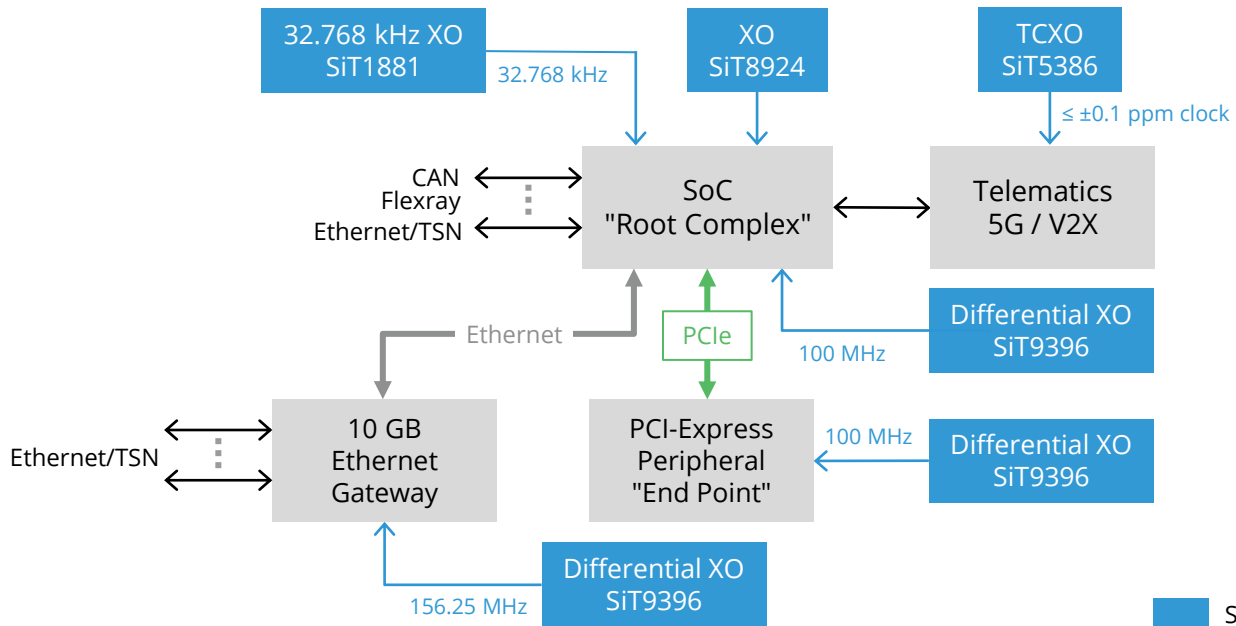 32.768 kHz XO
SiT1881
XO
SiT8924
TCXO
SiT5386
32.768 kHz
≤ ±0.1 ppm clock
CAN
Flexray
Ethernet/TSN
SoC
"Root Complex"
Telematics
5G / V2X
Ethernet
PCIe
100 MHz
Differential XO
SiT9396
Ethernet/TSN
10 GB
Ethernet
Gateway
PCI-Express
Peripheral
"End Point"
100 MHz
Differential XO
SiT9396
156.25 MHz
Differential XO
SiT9396